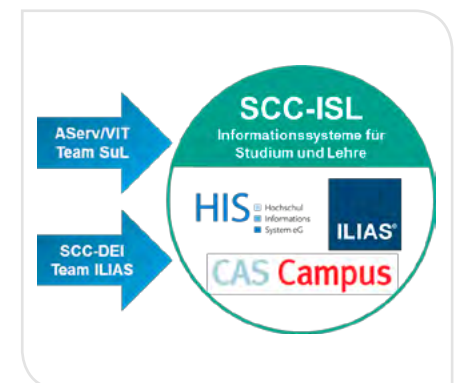 AServ/VIT
Team SuL
SCC-DEI
Team ILIAS
SCC-ISL
Informationssysteme für
Studium und Lehre
HIS
Hochschul
Informations
System eG
ILIAS®
CAS Campus